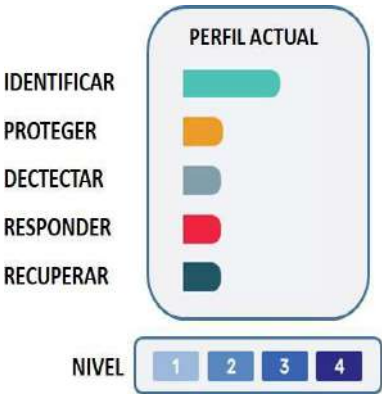 PERFIL ACTUAL
IDENTIFICAR
PROTEGER
DECTECTAR
RESPONDER
RECUPERAR
NIVEL 1 2 3 4